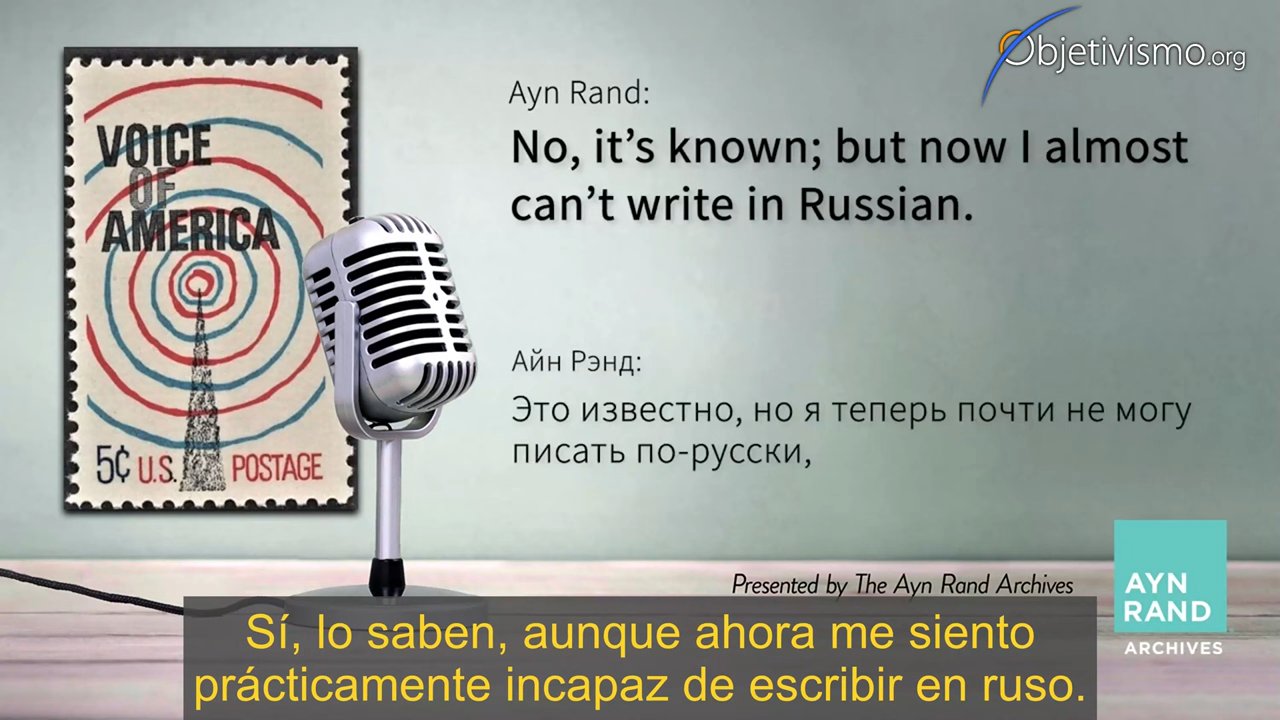 Objetivismo.org
VOICE
OF
AMERICA
5¢ U.S. POSTAGE
Ayn Rand:
No, it’s known; but now I almost
can’t write in Russian.
Айн Рэнд:
Это известно, но я теперь почти не могу
писать по-русски,
Presented by The Ayn Rand Archives
AYN
RAND
ARCHIVES
Sí, lo saben, aunque ahora me siento
prácticamente incapaz de escribir en ruso.